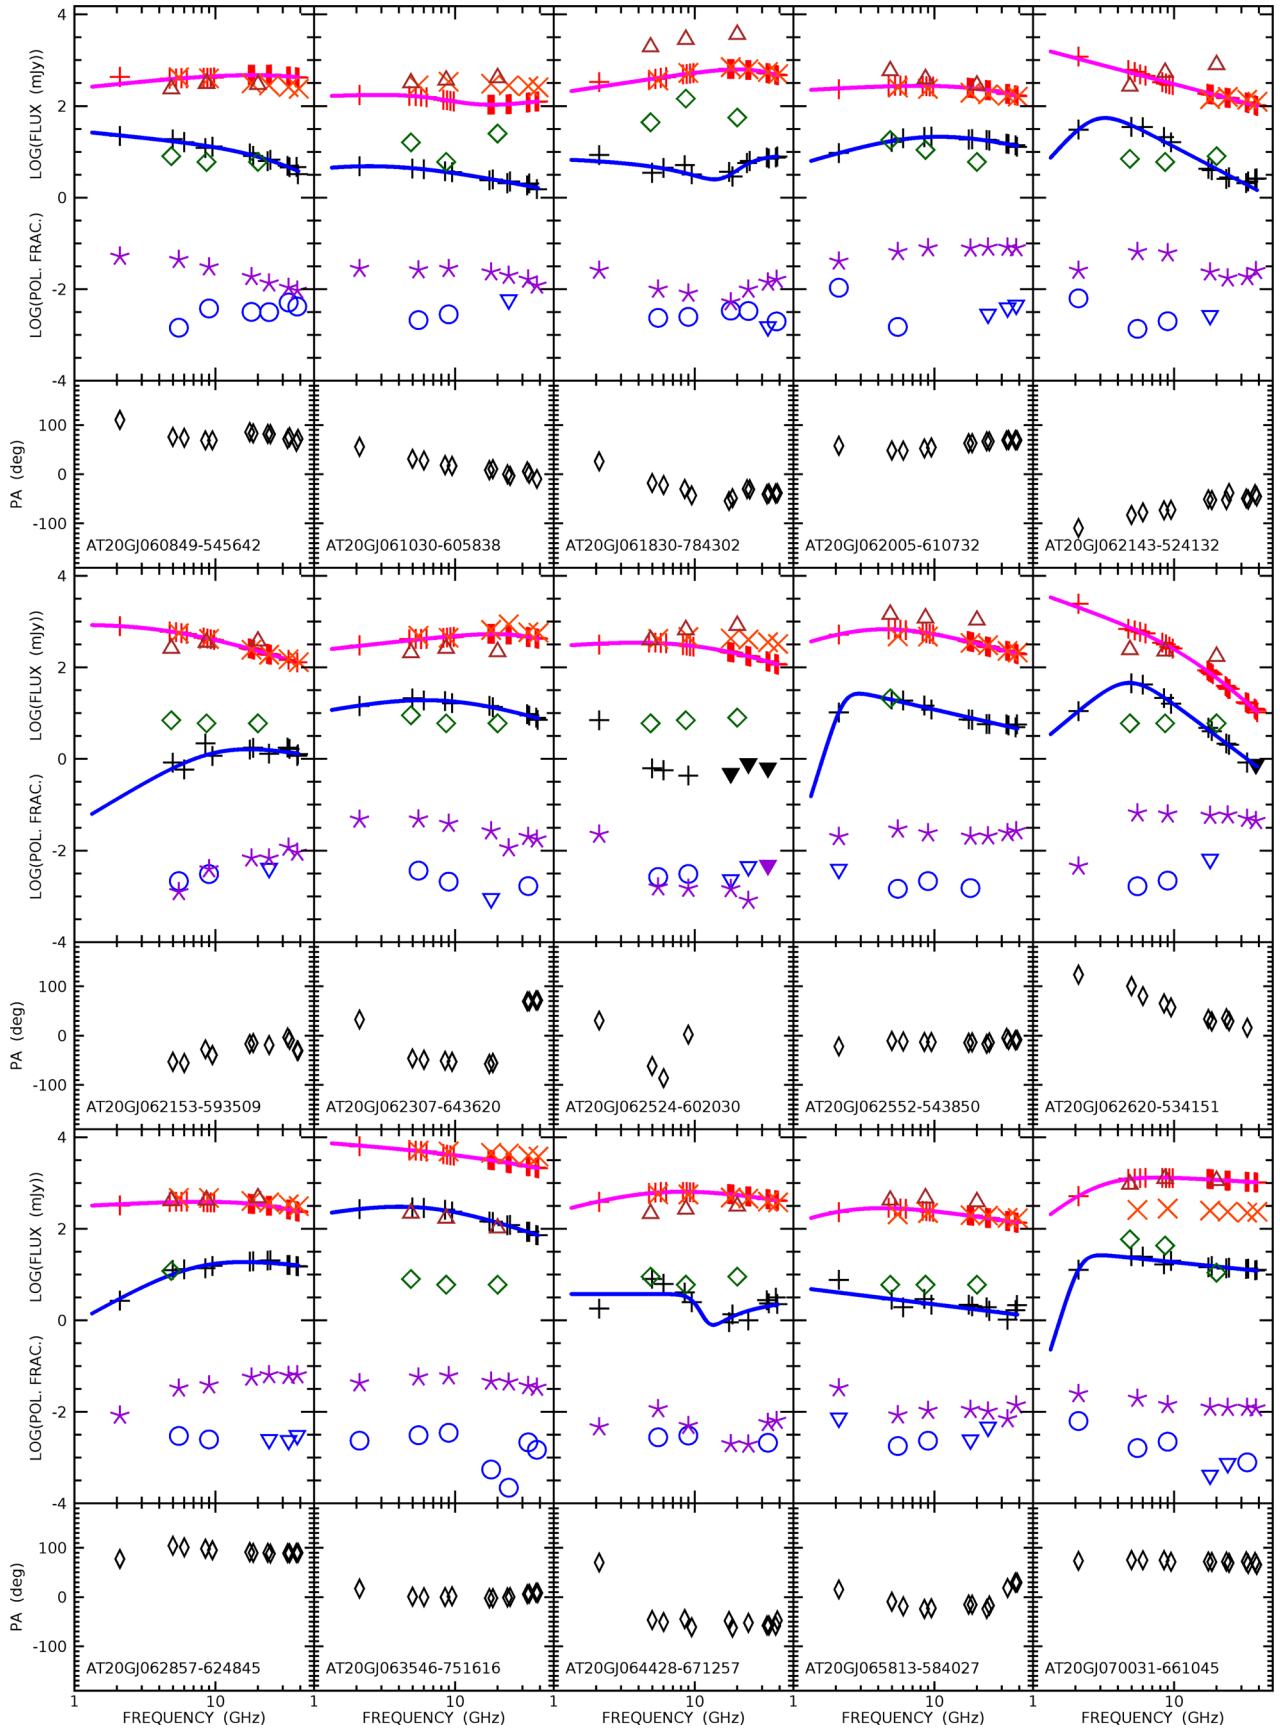 4
2
0
-2
-4
LOG(FLUX (mJy))
LOG(POL. FRAC.)
100
0
-100
PA (deg)
AT20GJ060849-545642
AT20GJ061030-605838
AT20GJ061830-784302
AT20GJ062005-610732
AT20GJ062143-524132
4
2
0
-2
-4
LOG(FLUX (mJy))
LOG(POL. FRAC.)
100
0
-100
PA (deg)
AT20GJ062153-593509
AT20GJ062307-643620
AT20GJ062524-602030
AT20GJ062552-543850
AT20GJ062620-534151
4
2
0
-2
-4
LOG(FLUX (mJy))
LOG(POL. FRAC.)
100
0
-100
PA (deg)
AT20GJ062857-624845
AT20GJ063546-751616
AT20GJ064428-671257
AT20GJ065813-584027
AT20GJ070031-661045
1 10 1 10 1 10 1 10 1 10
FREQUENCY (GHz) FREQUENCY (GHz) FREQUENCY (GHz) FREQUENCY (GHz) FREQUENCY (GHz)